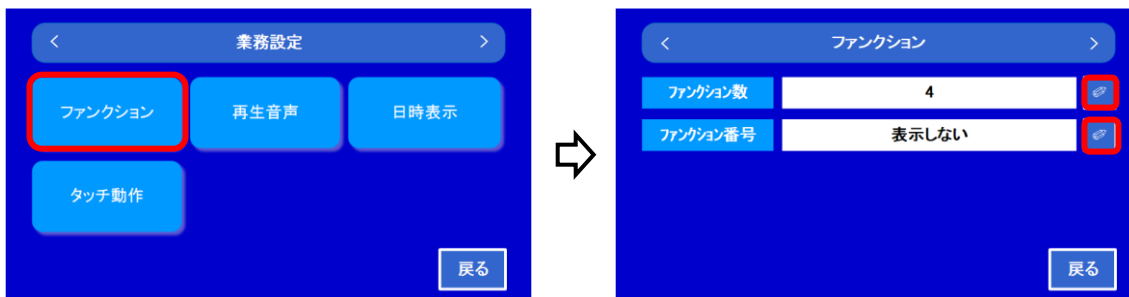 < 業務設定 >
ファンクション 再生音声 日時表示
タッチ動作
戻る
< ファンクション >
ファンクション数 4
ファンクション番号 表示しない
戻る